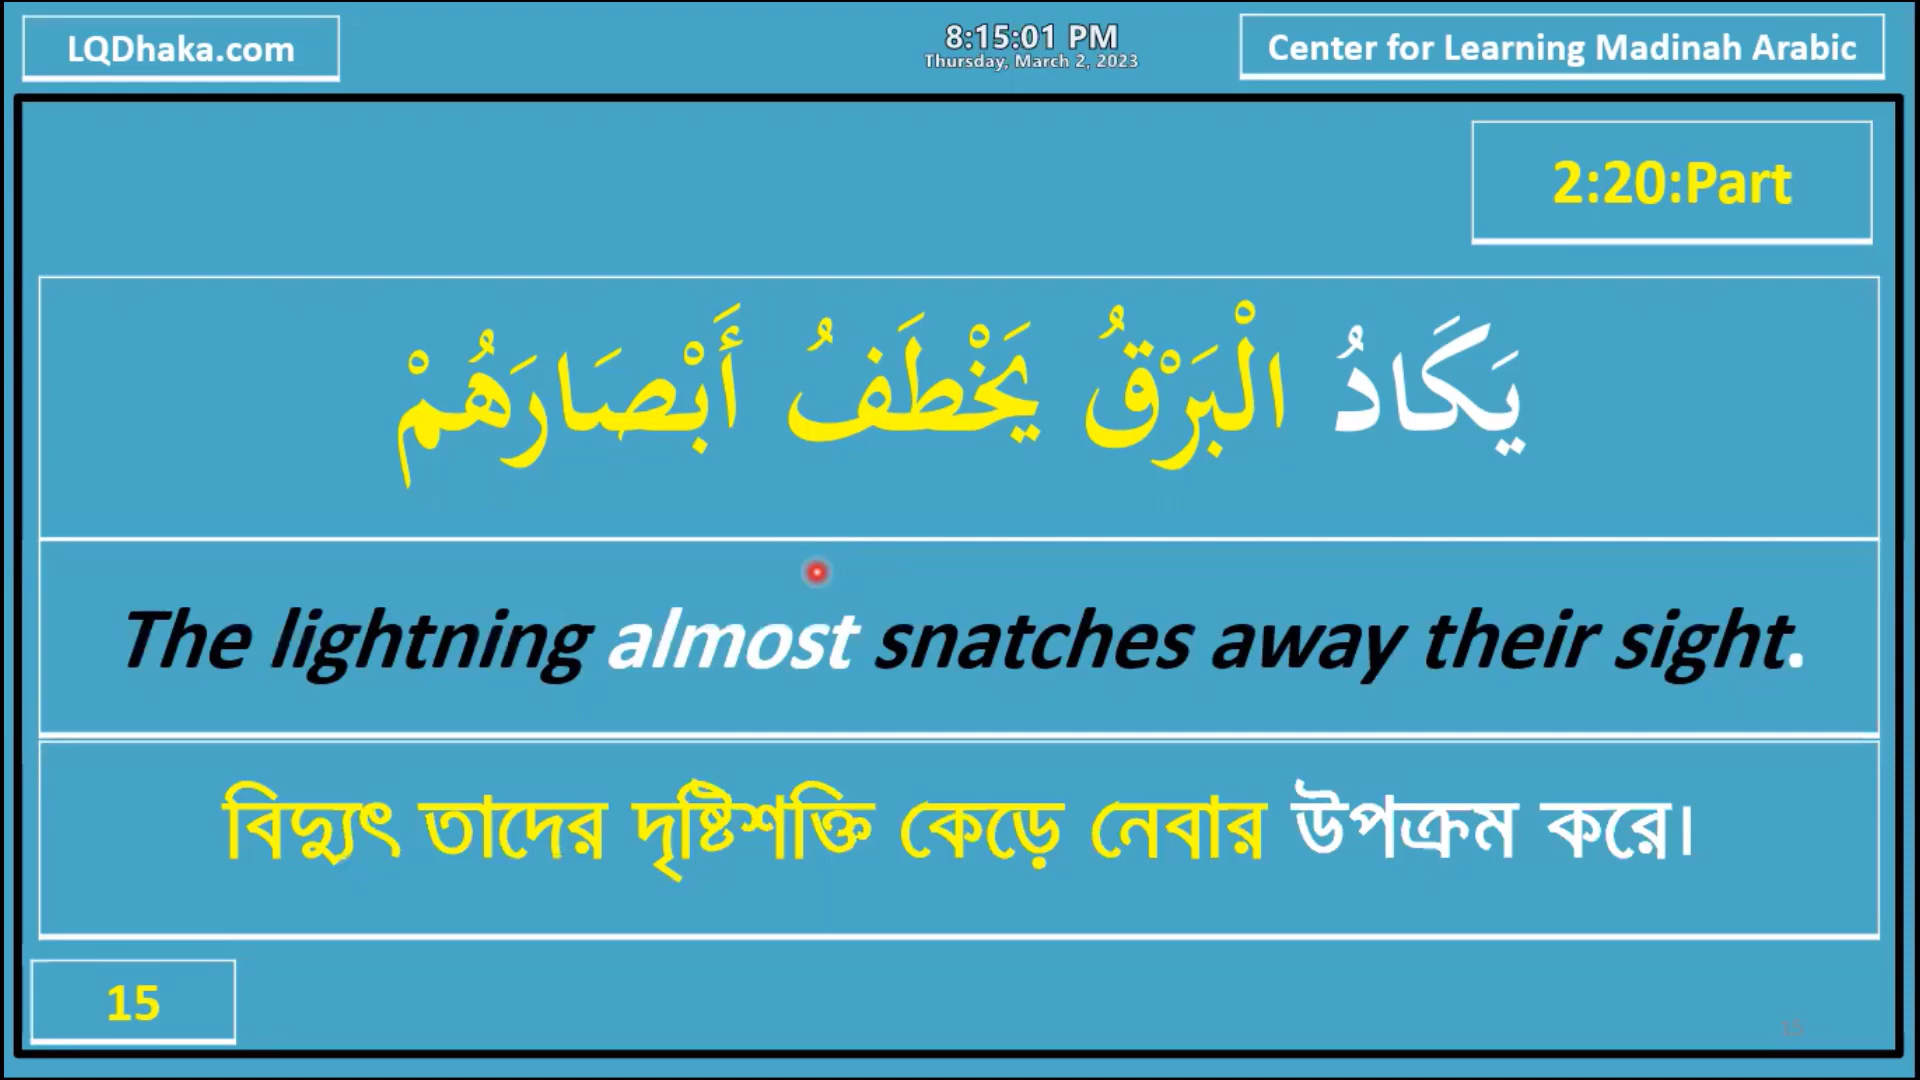 LQDhaka.com
8:15:01 PM
Thursday, March 2, 2023
Center for Learning Madinah Arabic
2:20:Part
يَكَادُ الْبَرْقُ يَخْطَفُ أَبْصَارَهُمْ
The lightning almost snatches away their sight.
বিদ্যুৎ তাদের দৃষ্টিশক্তি কেড়ে নেবার উপক্রম করে।
15
15